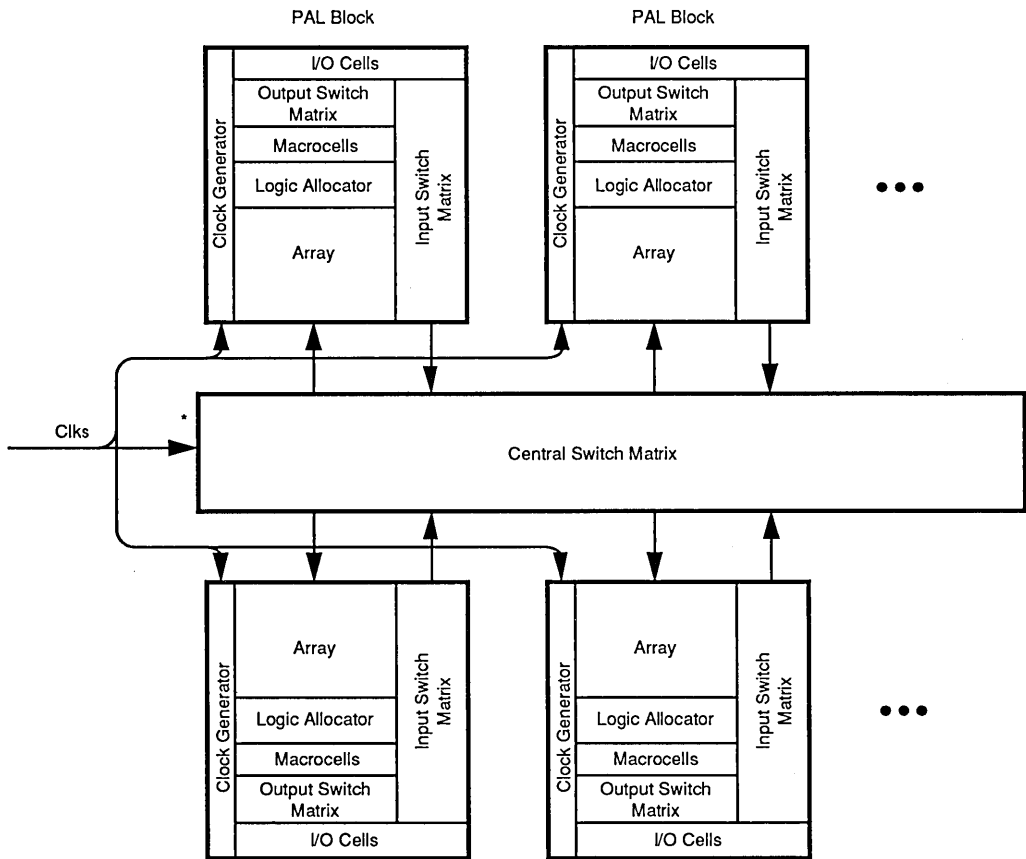 PAL Block
PAL Block
I/O Cells
Clock Generator
Output Switch
Matrix
Macrocells
Logic Allocator
Array
Input Switch
Matrix
I/O Cells
Clock Generator
Output Switch
Matrix
Macrocells
Logic Allocator
Array
Input Switch
Matrix
•••
*
Clks
Central Switch Matrix
Clock Generator
Array
Logic Allocator
Macrocells
Output Switch
Matrix
Input Switch
Matrix
I/O Cells
Clock Generator
Array
Logic Allocator
Macrocells
Output Switch
Matrix
Input Switch
Matrix
I/O Cells
•••